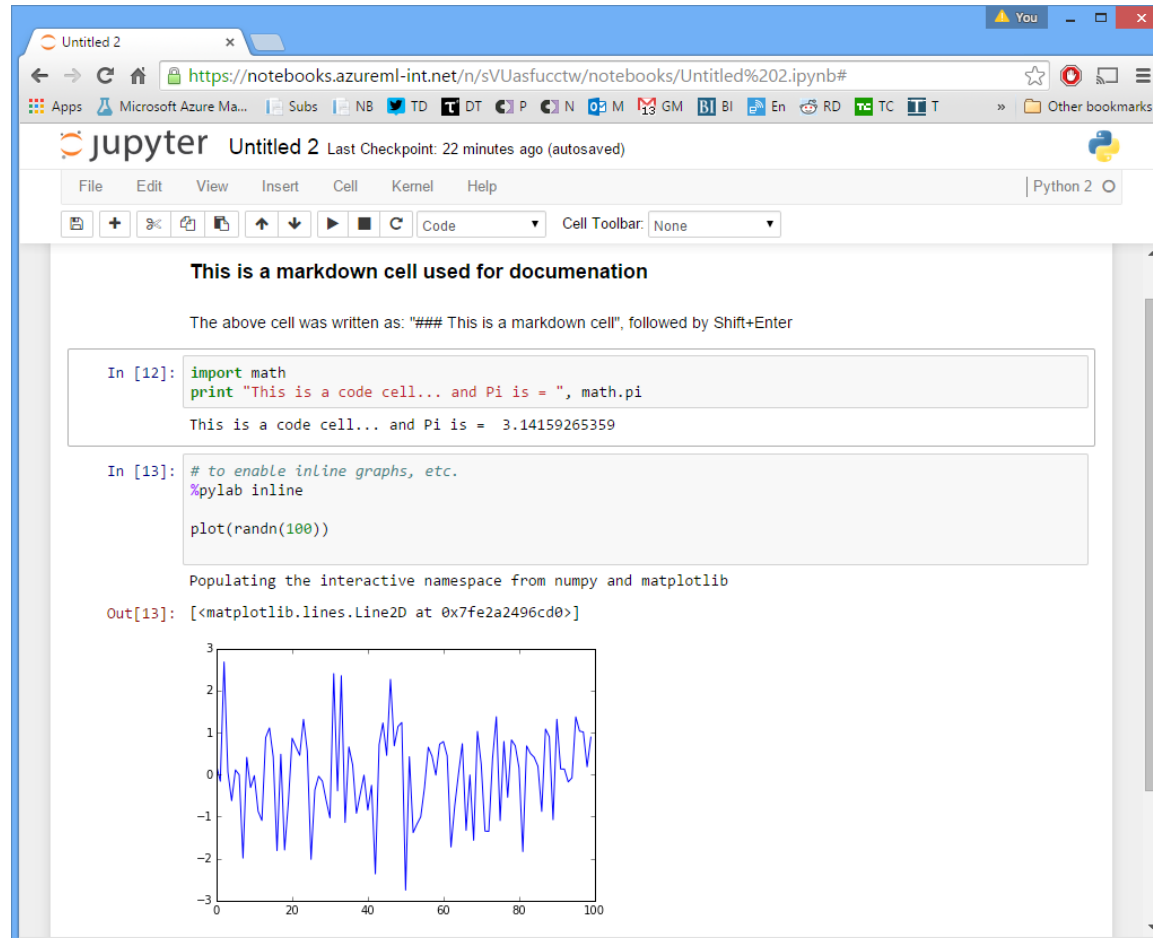 You
Untitled 2
https://notebooks.azureml-int.net/n/sVUasfucctw/notebooks/Untitled%202.ipynb#
Apps Microsoft Azure Ma... Subs NB TD DT P N M GM BI En RD TC T » Other bookmarks
jupyter Untitled 2 Last Checkpoint: 22 minutes ago (autosaved)
File Edit View Insert Cell Kernel Help Python 2
Code Cell Toolbar: None
This is a markdown cell used for documenation
The above cell was written as: "### This is a markdown cell", followed by Shift+Enter
In [12]: import math
print "This is a code cell... and Pi is = ", math.pi
This is a code cell... and Pi is =  3.14159265359
In [13]: # to enable inline graphs, etc.
%pylab inline
plot(randn(100))
Populating the interactive namespace from numpy and matplotlib
Out[13]: [<matplotlib.lines.Line2D at 0x7fe2a2496cd0>]
3
2
1
0
−1
−2
−3
0 20 40 60 80 100